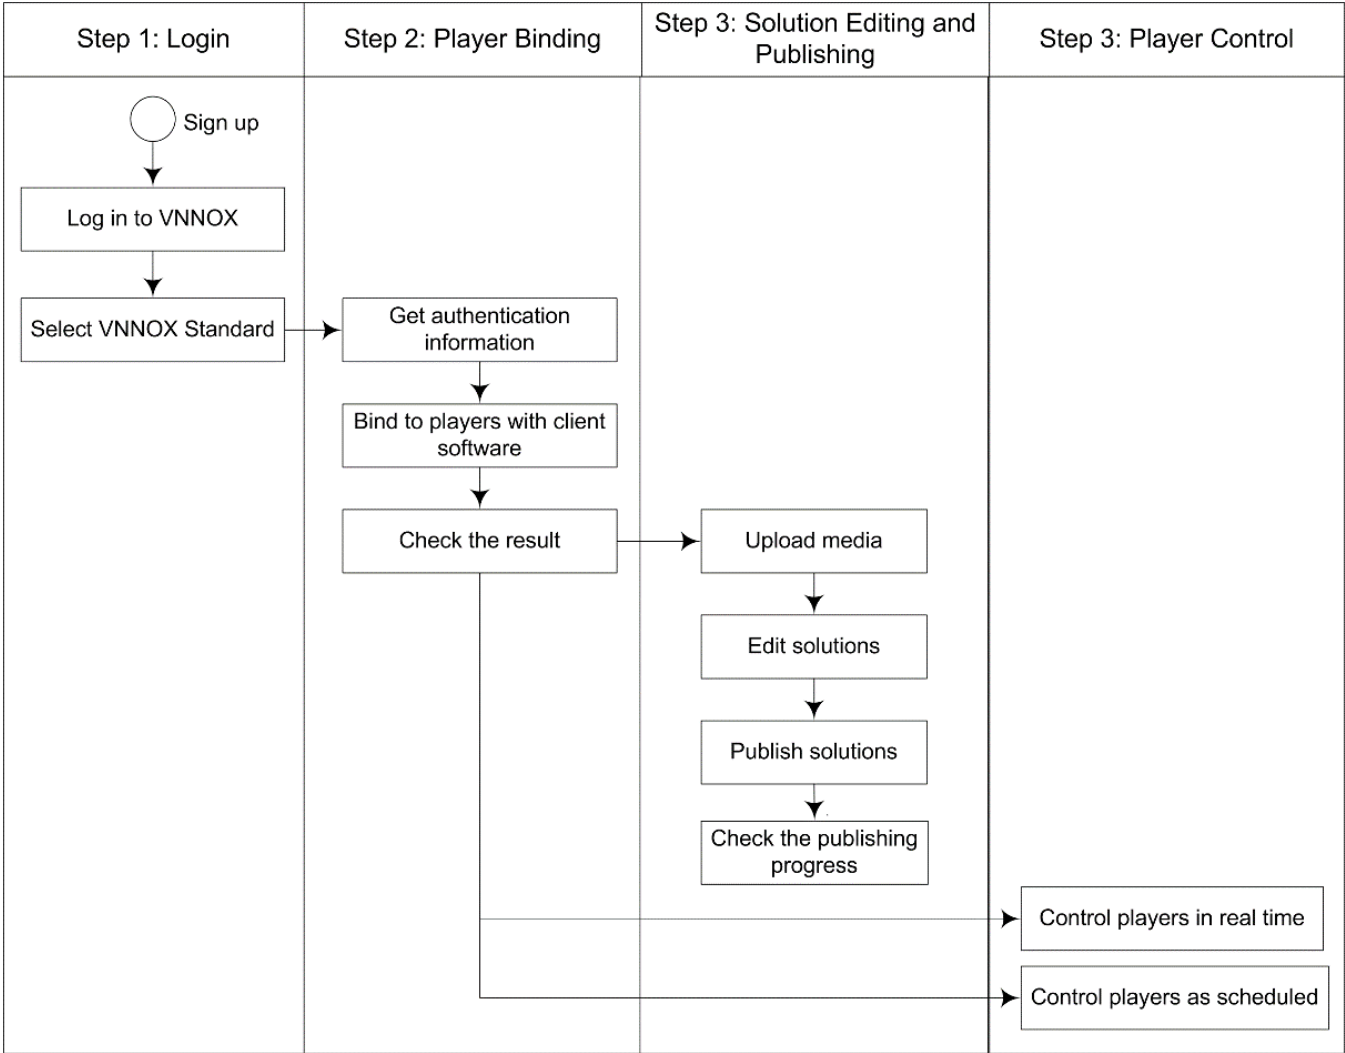 Step 1: Login
Step 2: Player Binding
Step 3: Solution Editing and
Publishing
Step 3: Player Control
Sign up
Log in to VNNOX
Select VNNOX Standard
Get authentication
information
Bind to players with client
software
Check the result
Upload media
Edit solutions
Publish solutions
Check the publishing
progress
Control players in real time
Control players as scheduled